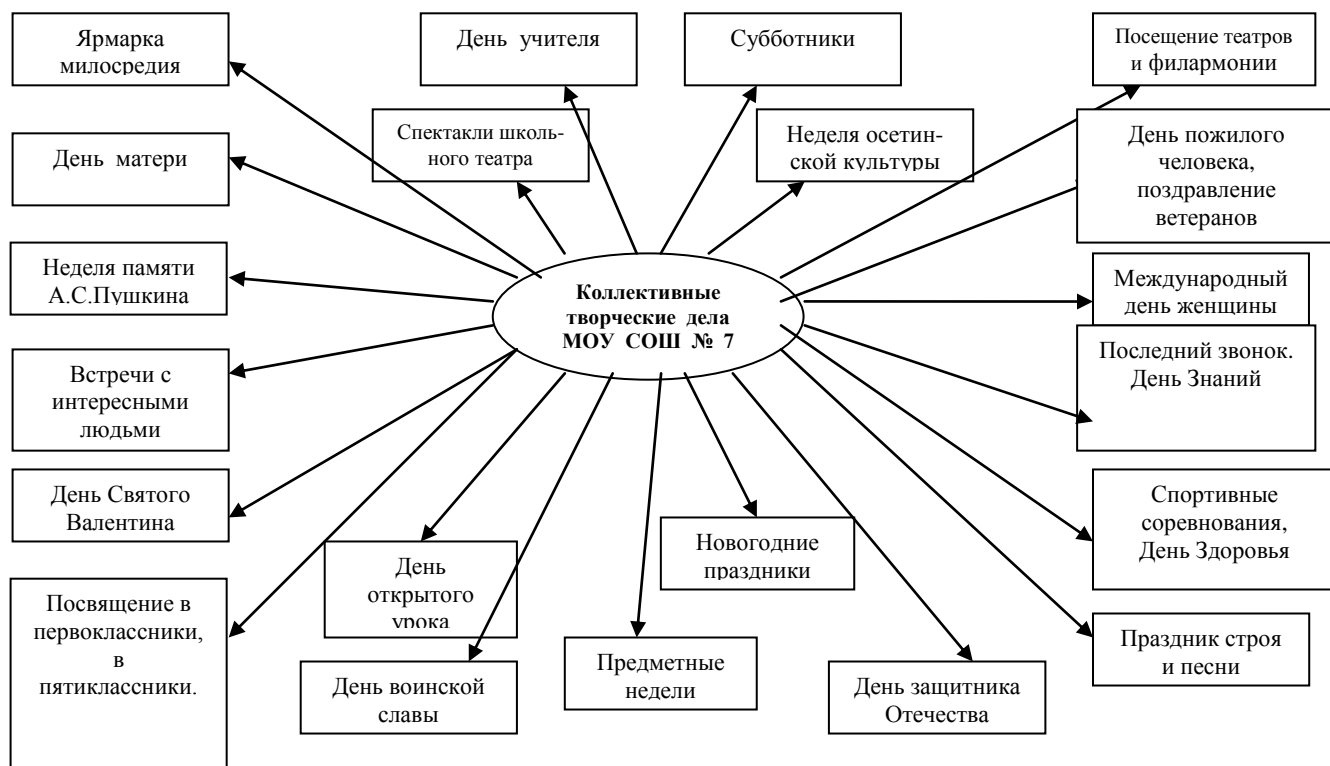 Ярмарка
милосредия
День учителя
Субботники
Посещение театров
и филармонии
Спектакли школь-
ного театра
Неделя осетин-
ской культуры
День матери
День пожилого
человека,
поздравление
ветеранов
Неделя памяти
А.С.Пушкина
Коллективные
творческие дела
МОУ СОШ № 7
Международный
день женщины
Встречи с
интересными
людьми
Последний звонок.
День Знаний
День Святого
Валентина
Спортивные
соревнования,
День Здоровья
Новогодние
праздники
День
открытого
урока
Посвящение в
первоклассники,
в
пятиклассники.
Праздник строя
и песни
День воинской
славы
Предметные
недели
День защитника
Отечества